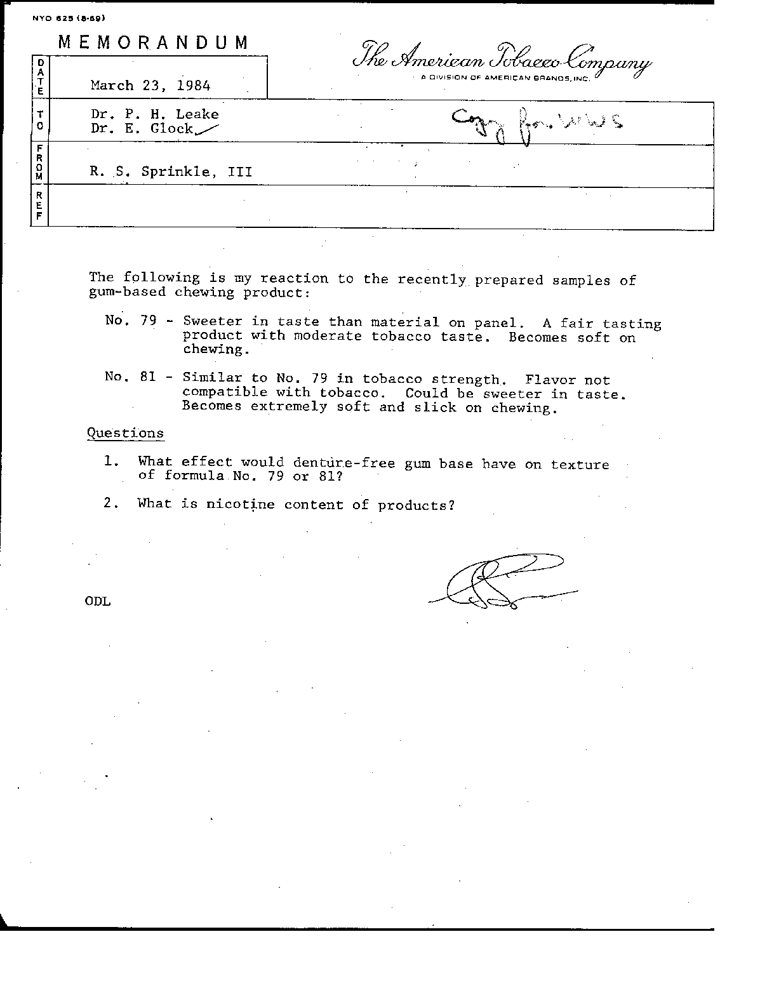 NYO 625 (8-69)
MEMORANDUM
The American Tobacco Company
A DIVISION OF AMERICAN BRANDS, INC.
DATE
March 23, 1984
TO
Dr. P. H. Leake
Dr. E. Glock
Copy for WWS
FROM
R. S. Sprinkle, III
REF
The following is my reaction to the recently prepared samples of
gum-based chewing product:
No. 79 - Sweeter in taste than material on panel. A fair tasting
product with moderate tobacco taste. Becomes soft on
chewing.
No. 81 - Similar to No. 79 in tobacco strength. Flavor not
compatible with tobacco. Could be sweeter in taste.
Becomes extremely soft and slick on chewing.
Questions
1. What effect would denture-free gum base have on texture
of formula No. 79 or 81?
2. What is nicotine content of products?
ODL